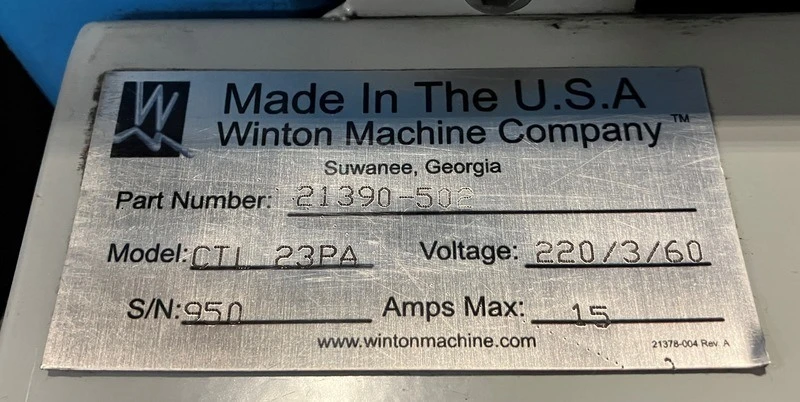 W
Made In The U.S.A
Winton Machine Company ™
Suwanee, Georgia
Part Number: 21390-502
Model: CTL 23PA Voltage: 220/3/60
S/N: 950 Amps Max: 15
www.wintonmachine.com 21378-004 Rev. A